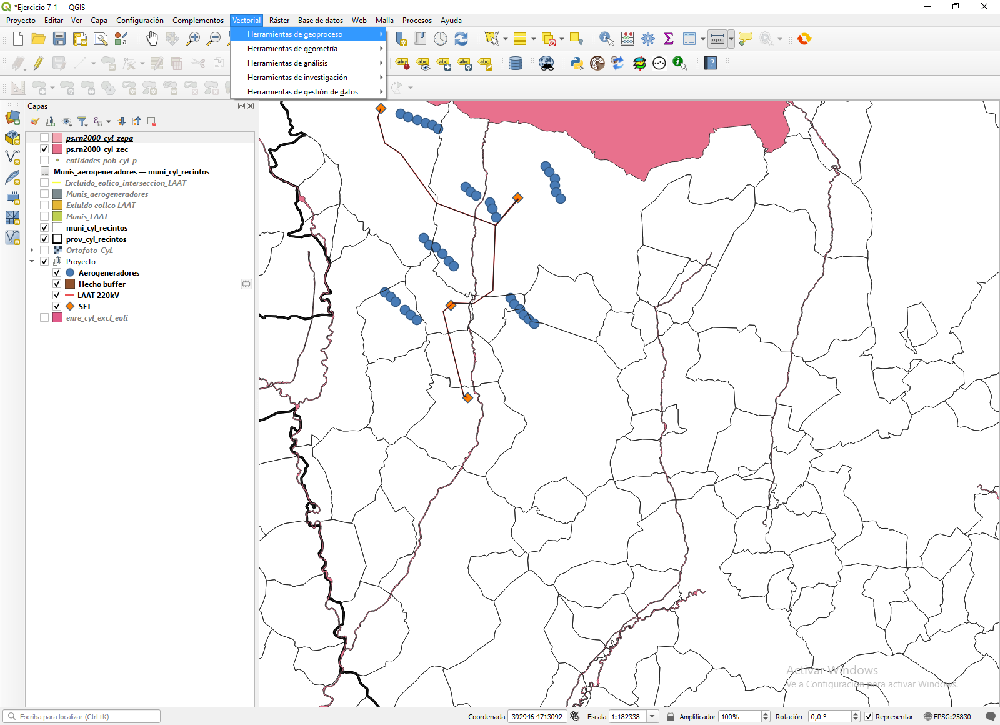 *Ejercicio 7_1 — QGIS
Proyecto Editar Ver Capa Configuración Complementos Vectorial Ráster Base de datos Web Malla Procesos Ayuda
Herramientas de geoproceso
Herramientas de geometría
Herramientas de análisis
Herramientas de investigación
Herramientas de gestión de datos
Capas
ps.rn2000_cyl_zepa
ps.rn2000_cyl_zec
entidades_pob_cyl_p
Munis_aerogeneradores — muni_cyl_recintos
Excluido_eolico_interseccion_LAAT
Munis_aerogeneradores
Exluido eolico LAAT
Munis_LAAT
muni_cyl_recintos
prov_cyl_recintos
Ortofoto_CyL
Proyecto
Aerogeneradores
Hecho buffer
LAAT 220kV
SET
enre_cyl_excl_eoli
Activar Windows
Ve a Configuración para activar Windows.
Escriba para localizar (Ctrl+K)
Coordenada 392946 4713092 Escala 1:182338 Amplificador 100% Rotación 0,0 ° Representar EPSG:25830